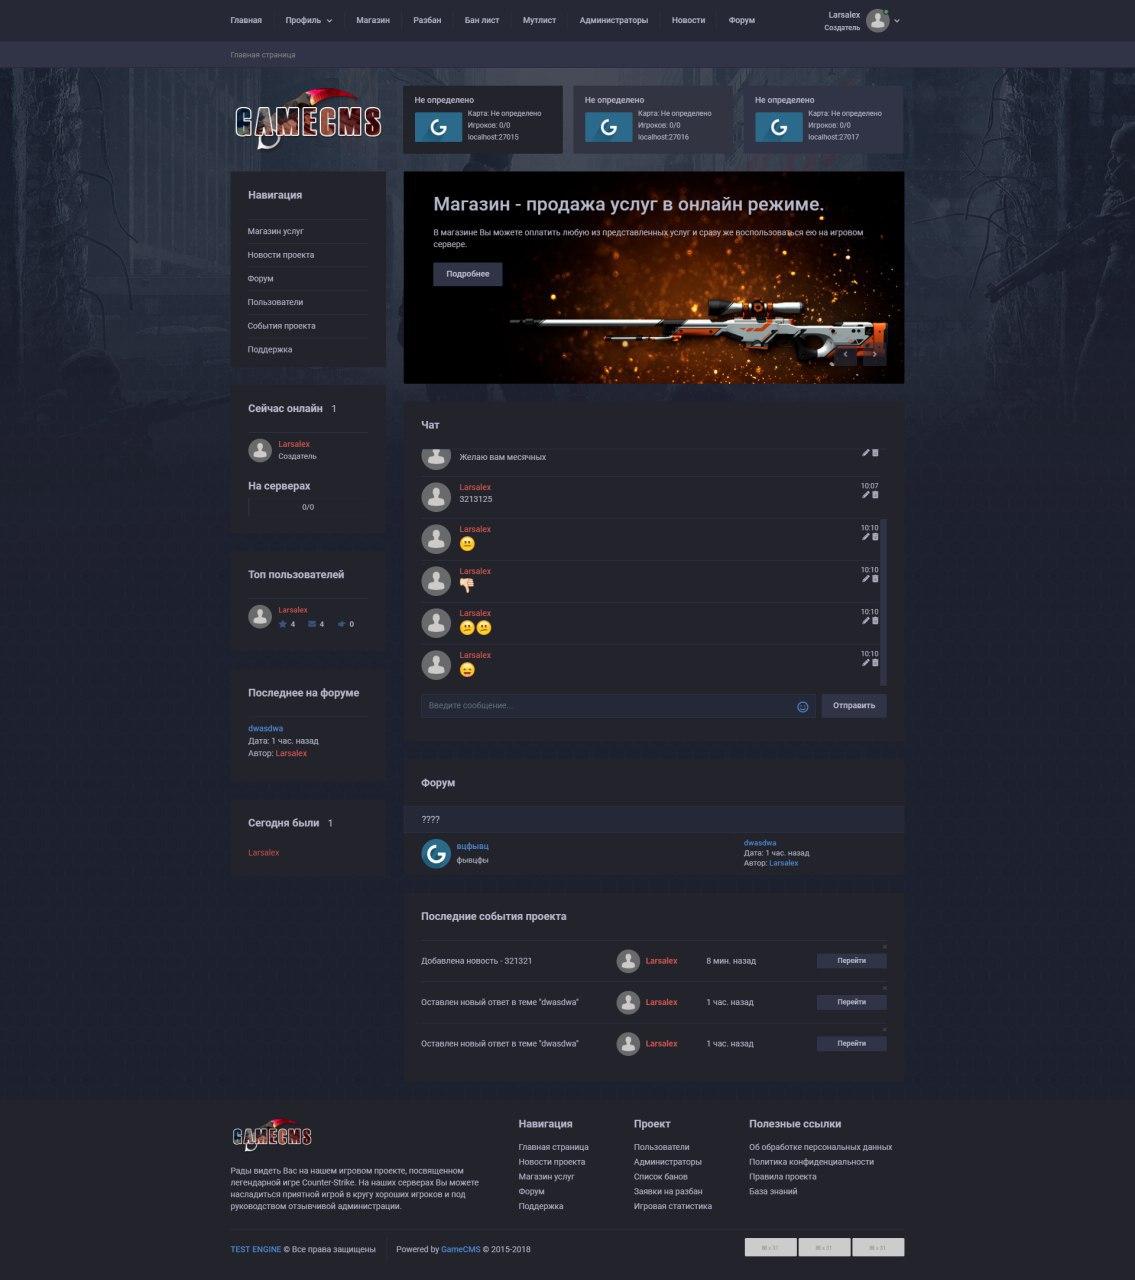 Главная
Профиль
Магазин
Разбан
Бан лист
Мутлист
Администраторы
Новости
Форум
Larsalex
Создатель
Главная страница
GAMECMS
Не определено
Карта: Не определено
Игроков: 0/0
localhost:27015
Не определено
Карта: Не определено
Игроков: 0/0
localhost:27016
Не определено
Карта: Не определено
Игроков: 0/0
localhost:27017
Навигация
Магазин услуг
Новости проекта
Форум
Пользователи
События проекта
Поддержка
Сейчас онлайн 1
Larsalex
Создатель
На серверах
0/0
Топ пользователей
Larsalex
4 4 0
Последнее на форуме
dwasdwa
Дата: 1 час. назад
Автор: Larsalex
Сегодня были 1
Larsalex
Магазин - продажа услуг в онлайн режиме.
В магазине Вы можете оплатить любую из представленных услуг и сразу же воспользоваться ею на игровом
сервере.
Подробнее
Чат
Желаю вам месячных
Larsalex 10:07
3213125
Larsalex 10:10
😐
Larsalex 10:10
👎🏻
Larsalex 10:10
😕😕
Larsalex 10:10
😄
Введите сообщение...
Отправить
Форум
????
вцфывц
фывцфы
dwasdwa
Дата: 1 час. назад
Автор: Larsalex
Последние события проекта
Добавлена новость - 321321 Larsalex 8 мин. назад Перейти
Оставлен новый ответ в теме "dwasdwa" Larsalex 1 час. назад Перейти
Оставлен новый ответ в теме "dwasdwa" Larsalex 1 час. назад Перейти
GAMECMS
Рады видеть Вас на нашем игровом проекте, посвященном
легендарной игре Counter-Strike. На наших серверах Вы можете
насладиться приятной игрой в кругу хороших игроков и под
руководством отзывчивой администрации.
Навигация
Главная страница
Новости проекта
Магазин услуг
Форум
Поддержка
Проект
Пользователи
Администраторы
Список банов
Заявки на разбан
Игровая статистика
Полезные ссылки
Об обработке персональных данных
Политика конфиденциальности
Правила проекта
База знаний
TEST ENGINE © Все права защищены
Powered by GameCMS © 2015-2018